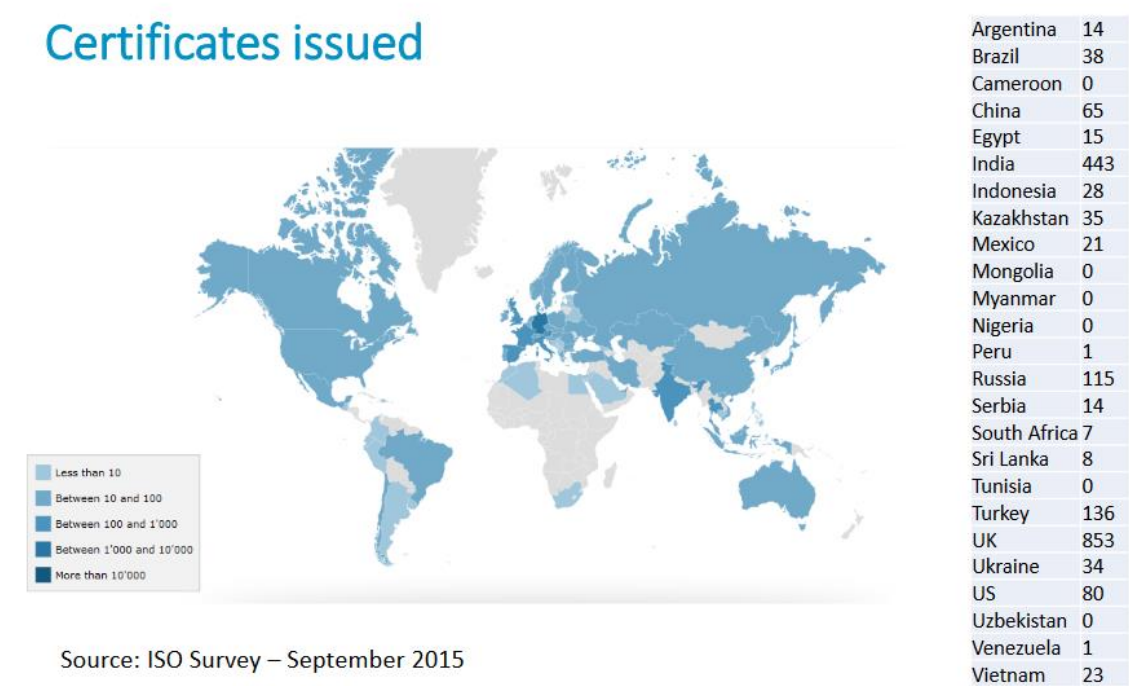 Certificates issued
Less than 10
Between 10 and 100
Between 100 and 1'000
Between 1'000 and 10'000
More than 10'000
Source: ISO Survey – September 2015
Argentina 14
Brazil 38
Cameroon 0
China 65
Egypt 15
India 443
Indonesia 28
Kazakhstan 35
Mexico 21
Mongolia 0
Myanmar 0
Nigeria 0
Peru 1
Russia 115
Serbia 14
South Africa 7
Sri Lanka 8
Tunisia 0
Turkey 136
UK 853
Ukraine 34
US 80
Uzbekistan 0
Venezuela 1
Vietnam 23